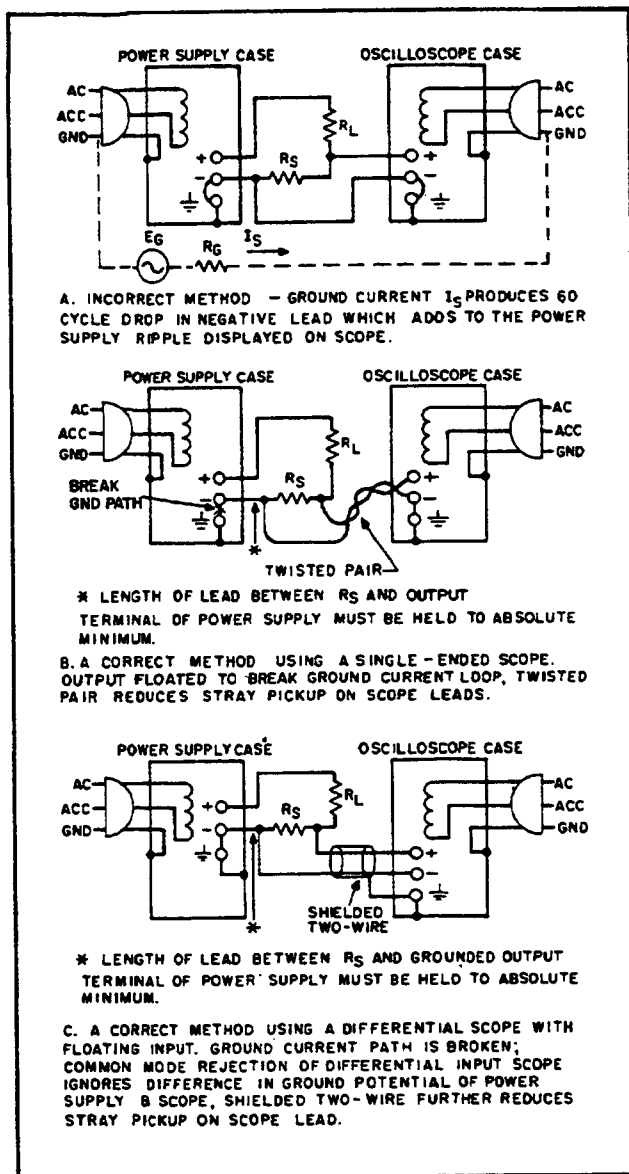 POWER SUPPLY CASE
OSCILLOSCOPE CASE
AC
ACC
GND
+
-
RS
RL
+
-
AC
ACC
GND
EG
RG
IS
A. INCORRECT METHOD - GROUND CURRENT IS PRODUCES 60
CYCLE DROP IN NEGATIVE LEAD WHICH ADDS TO THE POWER
SUPPLY RIPPLE DISPLAYED ON SCOPE.
POWER SUPPLY CASE
OSCILLOSCOPE CASE
AC
ACC
GND
BREAK
GND PATH
+
-
RS
RL
*
+
-
AC
ACC
GND
TWISTED PAIR
* LENGTH OF LEAD BETWEEN RS AND OUTPUT
TERMINAL OF POWER SUPPLY MUST BE HELD TO ABSOLUTE
MINIMUM.
B. A CORRECT METHOD USING A SINGLE-ENDED SCOPE.
OUTPUT FLOATED TO BREAK GROUND CURRENT LOOP, TWISTED
PAIR REDUCES STRAY PICKUP ON SCOPE LEADS.
POWER SUPPLY CASE
OSCILLOSCOPE CASE
AC
ACC
GND
+
-
RS
RL
*
+
-
AC
ACC
GND
SHIELDED
TWO-WIRE
* LENGTH OF LEAD BETWEEN RS AND GROUNDED OUTPUT
TERMINAL OF POWER SUPPLY MUST BE HELD TO ABSOLUTE
MINIMUM.
C. A CORRECT METHOD USING A DIFFERENTIAL SCOPE WITH
FLOATING INPUT. GROUND CURRENT PATH IS BROKEN;
COMMON MODE REJECTION OF DIFFERENTIAL INPUT SCOPE
IGNORES DIFFERENCE IN GROUND POTENTIAL OF POWER
SUPPLY B SCOPE, SHIELDED TWO-WIRE FURTHER REDUCES
STRAY PICKUP ON SCOPE LEAD.